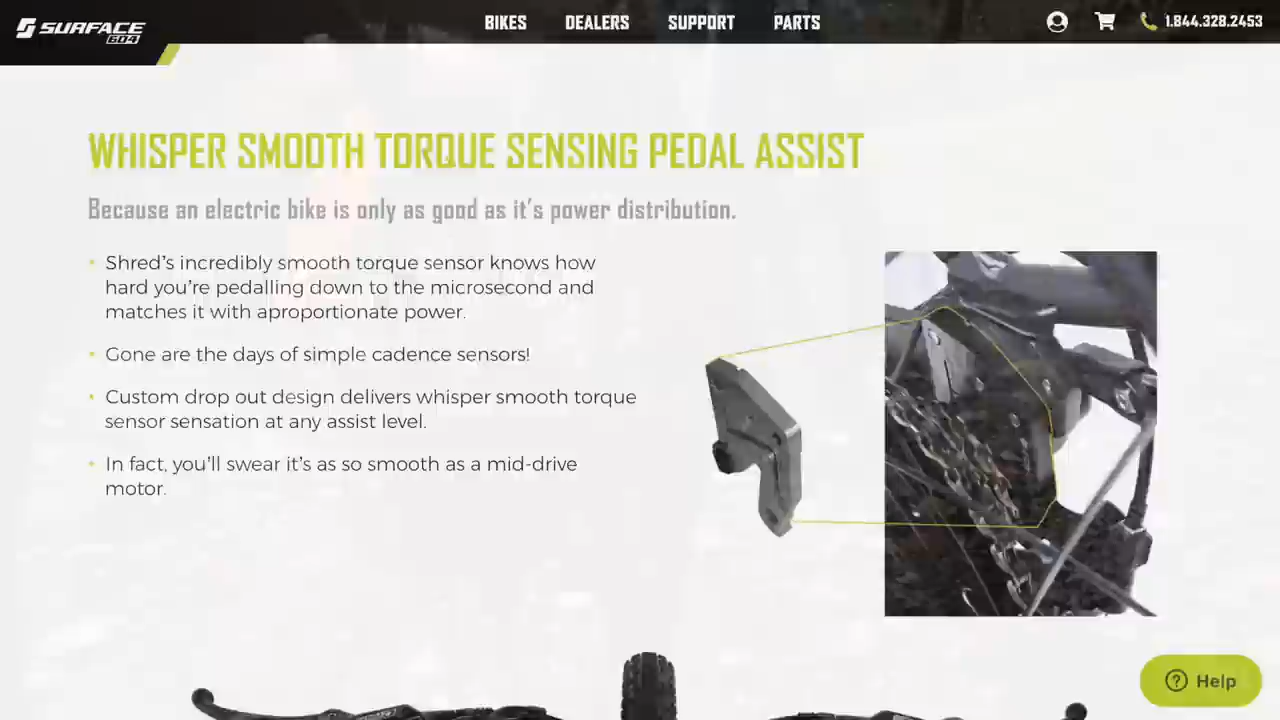 SURFACE
604
BIKES DEALERS SUPPORT PARTS 1.844.328.2453
WHISPER SMOOTH TORQUE SENSING PEDAL ASSIST
Because an electric bike is only as good as it's power distribution.
• Shred's incredibly smooth torque sensor knows how
hard you're pedalling down to the microsecond and
matches it with aproportionate power.
• Gone are the days of simple cadence sensors!
• Custom drop out design delivers whisper smooth torque
sensor sensation at any assist level.
• In fact, you'll swear it's as so smooth as a mid-drive
motor.
Help